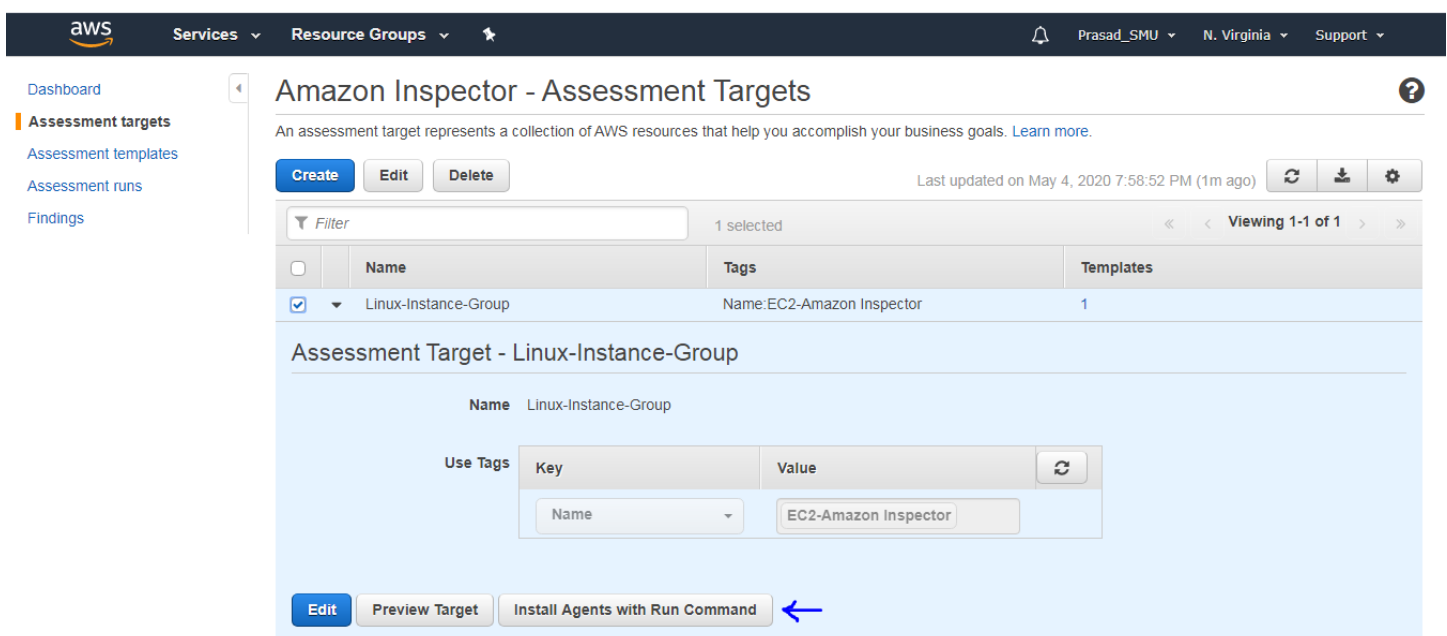 aws Services Resource Groups Prasad_SMU N. Virginia Support
Dashboard
Assessment targets
Assessment templates
Assessment runs
Findings
Amazon Inspector - Assessment Targets
An assessment target represents a collection of AWS resources that help you accomplish your business goals. Learn more.
Create Edit Delete Last updated on May 4, 2020 7:58:52 PM (1m ago)
Filter 1 selected « < Viewing 1-1 of 1 > »
Name Tags Templates
Linux-Instance-Group Name:EC2-Amazon Inspector 1
Assessment Target - Linux-Instance-Group
Name Linux-Instance-Group
Use Tags Key Value
Name EC2-Amazon Inspector
Edit Preview Target Install Agents with Run Command